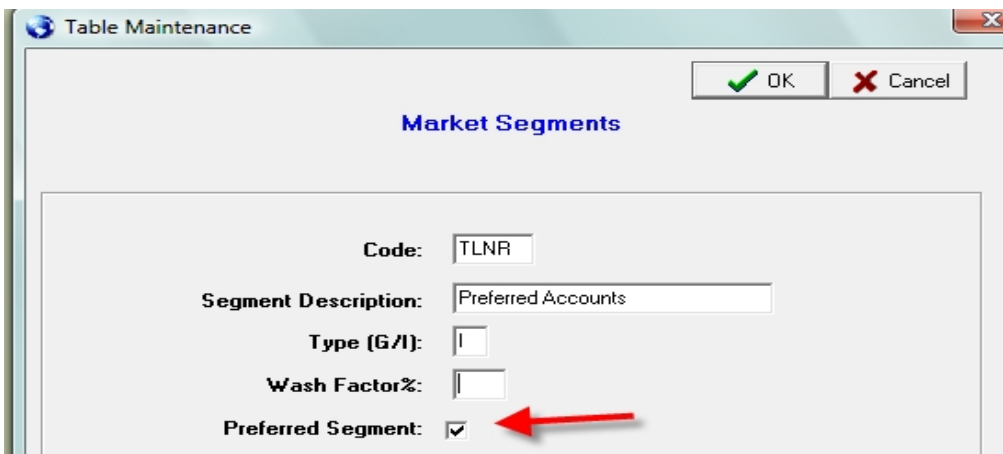 Table Maintenance
OK Cancel
Market Segments
Code: TLNR
Segment Description: Preferred Accounts
Type (G/I): I
Wash Factor%:
Preferred Segment: